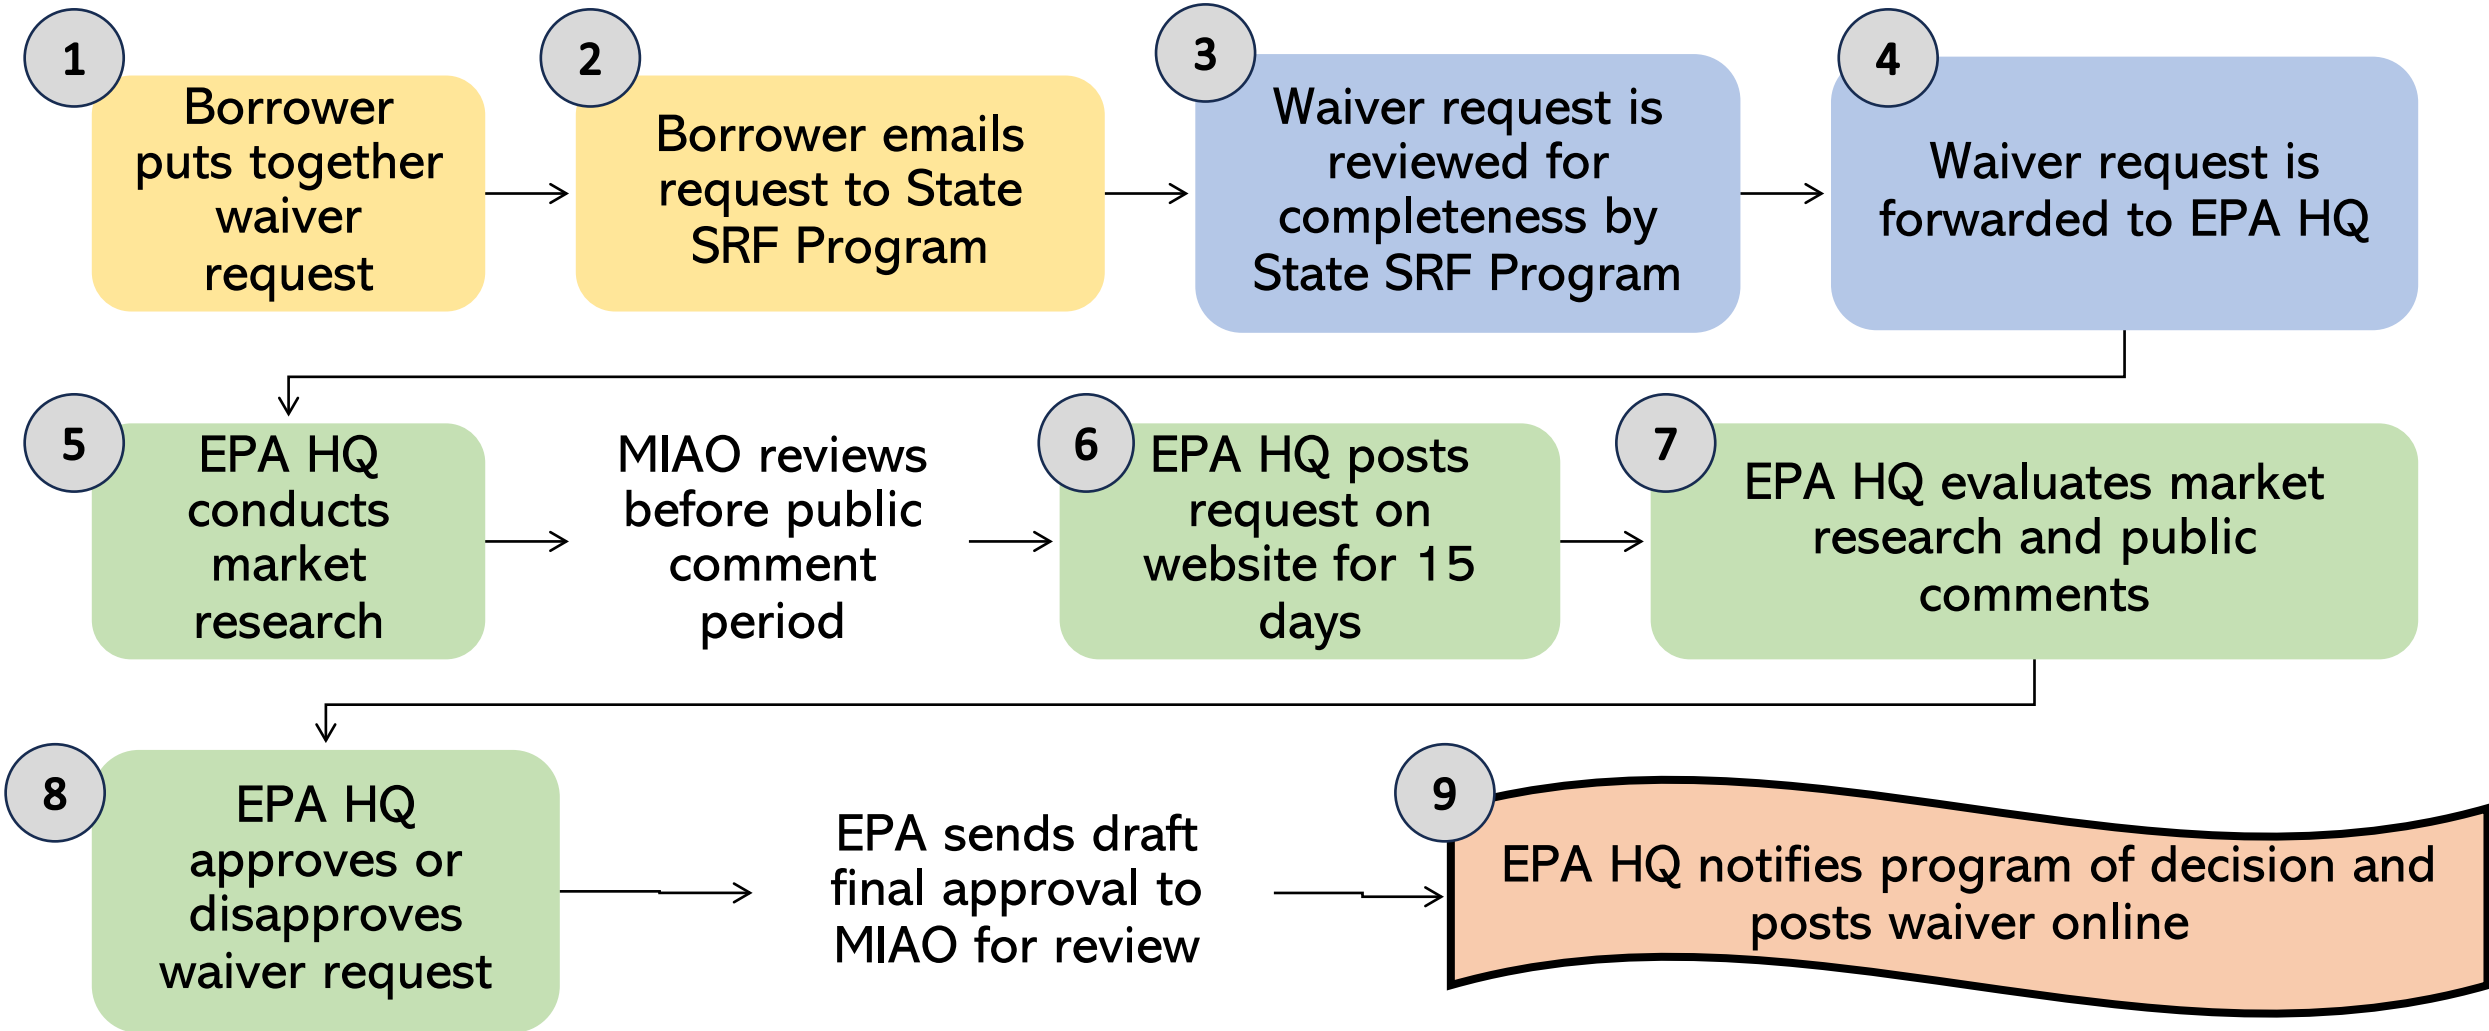 1
Borrower
puts together
waiver
request
2
Borrower emails
request to State
SRF Program
3
Waiver request is
reviewed for
completeness by
State SRF Program
4
Waiver request is
forwarded to EPA HQ
5
EPA HQ
conducts
market
research
MIAO reviews
before public
comment
period
6
EPA HQ posts
request on
website for 15
days
7
EPA HQ evaluates market
research and public
comments
8
EPA HQ
approves or
disapproves
waiver request
EPA sends draft
final approval to
MIAO for review
9
EPA HQ notifies program of decision and
posts waiver online